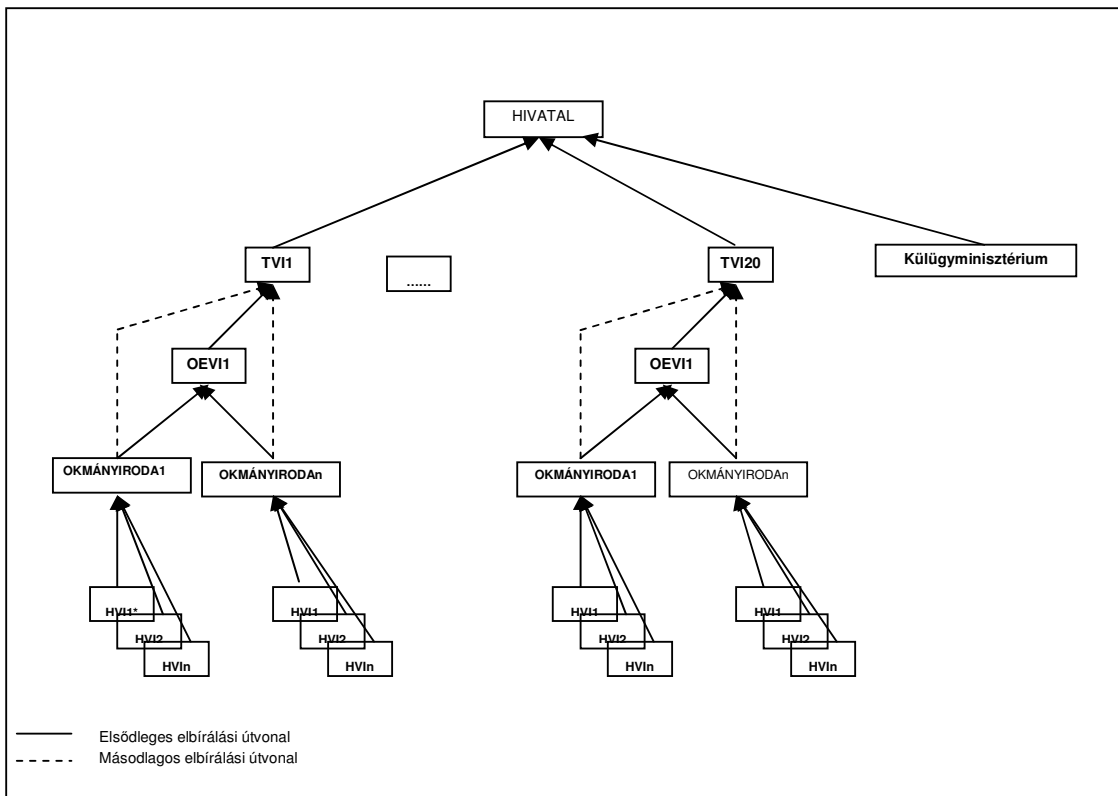 HIVATAL
TVI1
......
TVI20
Külügyminisztérium
OEVI1
OEVI1
OKMÁNYIRODA1
OKMÁNYIRODAn
OKMÁNYIRODA1
OKMÁNYIRODAn
HVI1*
HVI2
HVIn
HVI1
HVI2
HVIn
HVI1
HVI2
HVIn
HVI1
HVI2
HVIn
Elsődleges elbírálási útvonal
Másodlagos elbírálási útvonal